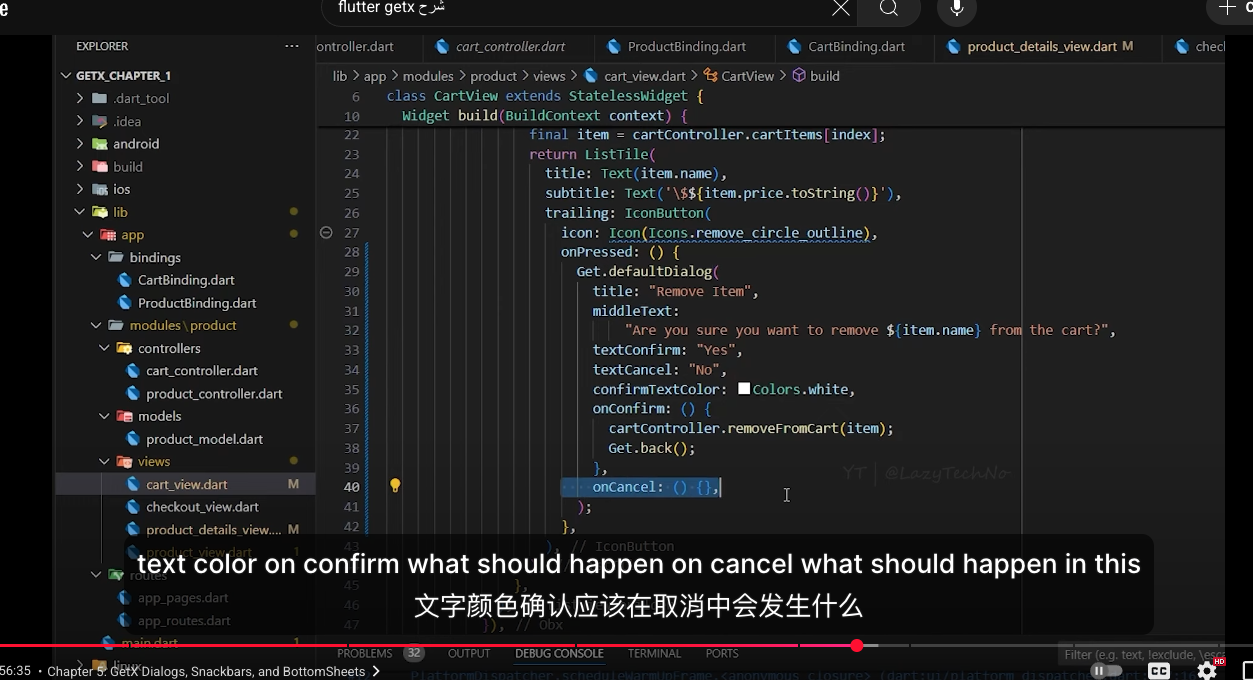 flutter getx شرح
EXPLORER
ontroller.dart
cart_controller.dart
ProductBinding.dart
CartBinding.dart
product_details_view.dart M
chec
GETX_CHAPTER_1
.dart_tool
.idea
android
build
ios
lib
app
bindings
CartBinding.dart
ProductBinding.dart
modules\product
controllers
cart_controller.dart
product_controller.dart
models
product_model.dart
views
cart_view.dart M
checkout_view.dart
product_details_view.... M
product_view.dart 1
routes
app_pages.dart
app_routes.dart
main.dart 1
linux
lib > app > modules > product > views > cart_view.dart > CartView > build
6 class CartView extends StatelessWidget {
10 Widget build(BuildContext context) {
22 final item = cartController.cartItems[index];
23 return ListTile(
24 title: Text(item.name),
25 subtitle: Text('\$${item.price.toString()}'),
26 trailing: IconButton(
27 icon: Icon(Icons.remove_circle_outline),
28 onPressed: () {
29 Get.defaultDialog(
30 title: "Remove Item",
31 middleText:
32 "Are you sure you want to remove ${item.name} from the cart?",
33 textConfirm: "Yes",
34 textCancel: "No",
35 confirmTextColor: Colors.white,
36 onConfirm: () {
37 cartController.removeFromCart(item);
38 Get.back();
39 },
40 onCancel: () {},
41 );
42 },
43 ), // IconButton
45 },
46
47 }), // Obx
YT | @LazyTechNo
text color on confirm what should happen on cancel what should happen in this
文字颜色确认应该在取消中会发生什么
PROBLEMS 32 OUTPUT DEBUG CONSOLE TERMINAL PORTS
Filter (e.g. text, !exclude, \esca
56:35 • Chapter 5: GetX Dialogs, Snackbars, and BottomSheets >
CC
HD